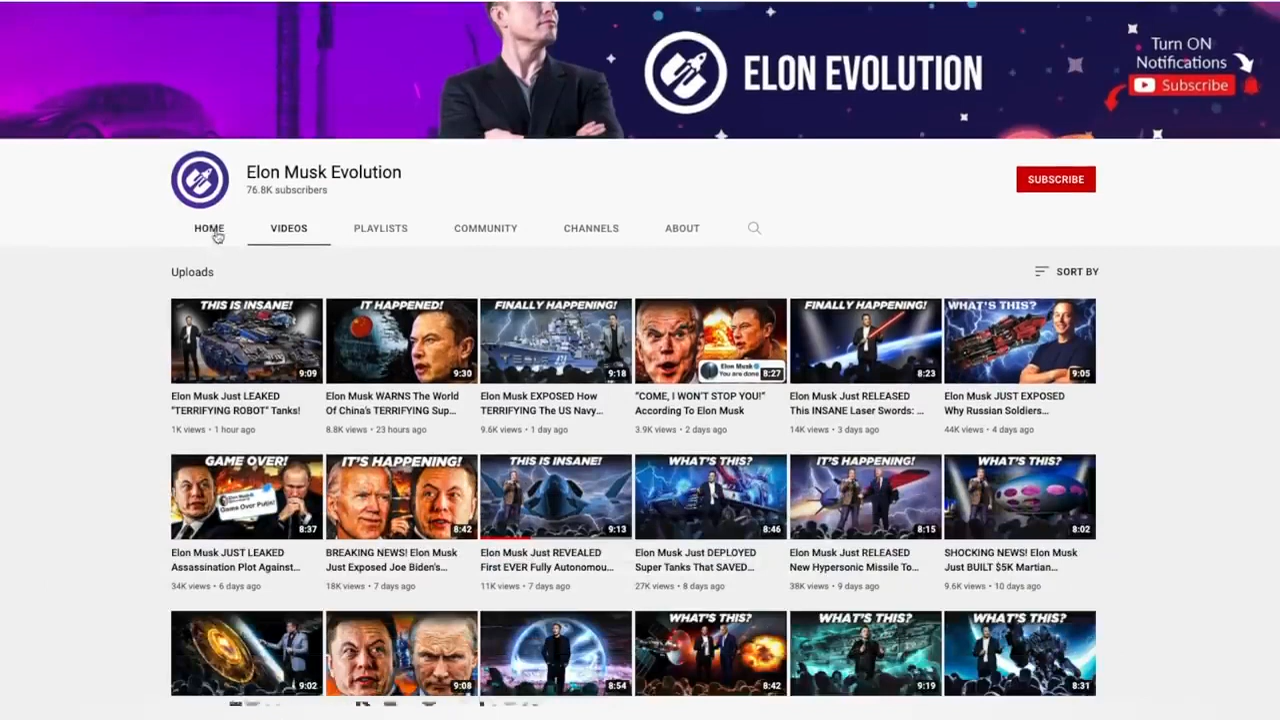 Turn ON
Notifications
Subscribe
ELON EVOLUTION
Elon Musk Evolution
76.8K subscribers
SUBSCRIBE
HOME VIDEOS PLAYLISTS COMMUNITY CHANNELS ABOUT
Uploads
SORT BY
THIS IS INSANE! IT HAPPENED! FINALLY HAPPENING! FINALLY HAPPENING! WHAT'S THIS?
Elon Musk
You are done
9:09 9:30 9:18 8:27 8:23 9:05
Elon Musk Just LEAKED Elon Musk WARNS The World Elon Musk EXPOSED How "COME, I WON'T STOP YOU!" Elon Musk Just RELEASED Elon Musk JUST EXPOSED
"TERRIFYING ROBOT" Tanks! Of China's TERRIFYING Sup... TERRIFYING The US Navy... According To Elon Musk This INSANE Laser Swords: ... Why Russian Soldiers...
1K views • 1 hour ago 8.8K views • 23 hours ago 9.6K views • 1 day ago 3.9K views • 2 days ago 14K views • 3 days ago 44K views • 4 days ago
GAME OVER! IT'S HAPPENING! THIS IS INSANE! WHAT'S THIS? IT'S HAPPENING! WHAT'S THIS?
Elon Musk
Game Over Putin!
8:37 8:42 9:13 8:46 8:15 8:02
Elon Musk JUST LEAKED BREAKING NEWS! Elon Musk Elon Musk Just REVEALED Elon Musk Just DEPLOYED Elon Musk Just RELEASED SHOCKING NEWS! Elon Musk
Assassination Plot Against... Just Exposed Joe Biden's... First EVER Fully Autonomou... Super Tanks That SAVED... New Hypersonic Missile To... Just BUILT $5K Martian...
34K views • 6 days ago 18K views • 7 days ago 11K views • 7 days ago 27K views • 8 days ago 38K views • 9 days ago 9.6K views • 10 days ago
WHAT'S THIS? WHAT'S THIS? WHAT'S THIS?
9:02 9:08 8:54 8:42 9:19 8:31